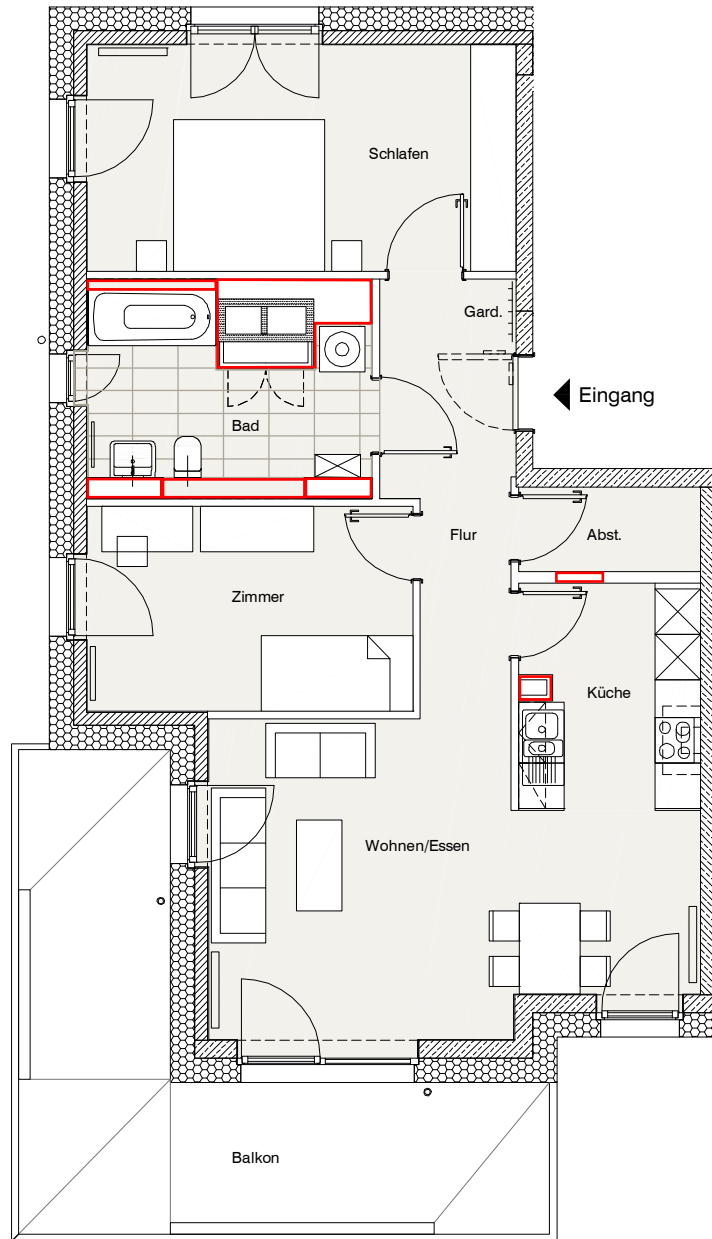 Schlafen
Gard.
Eingang
Bad
Flur
Abst.
Zimmer
Küche
Wohnen/Essen
Balkon